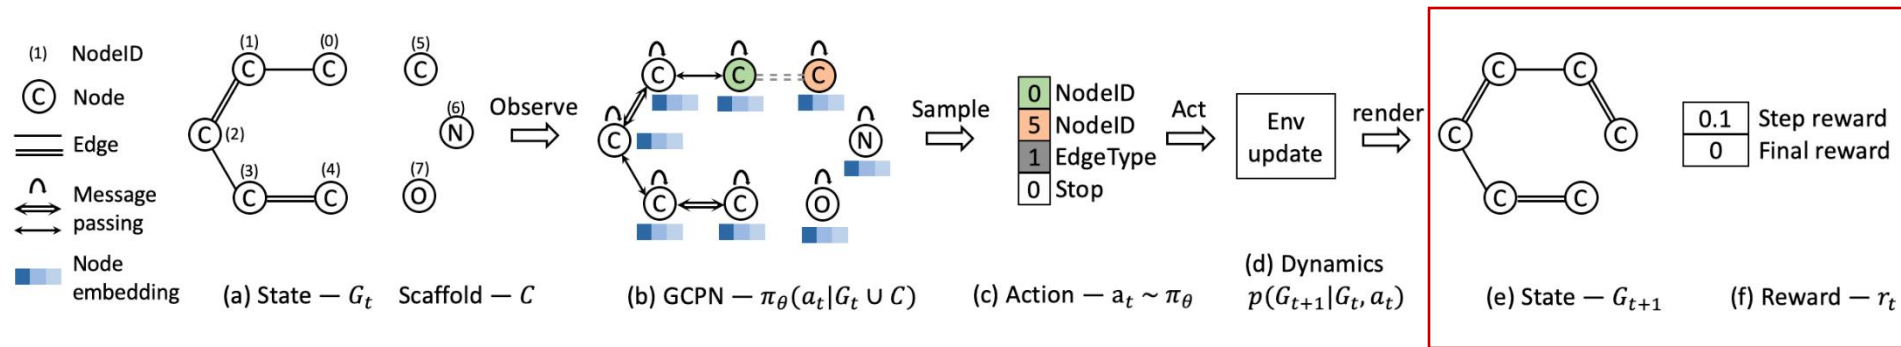 (1) NodeID
C Node
Edge
Message
passing
Node
embedding
(1) (0) (5)
C C C
(6)
C (2) N
(3) (4) (7)
C C O
(a) State — G_t Scaffold — C
Observe
C C C
C N
C C O
(b) GCPN — π_θ(a_t|G_t ∪ C)
Sample
0 NodeID
5 NodeID
1 EdgeType
0 Stop
(c) Action — a_t ~ π_θ
Act
Env
update
(d) Dynamics
p(G_{t+1}|G_t, a_t)
render
C C
C C
C C
(e) State — G_{t+1}
0.1 Step reward
0 Final reward
(f) Reward — r_t